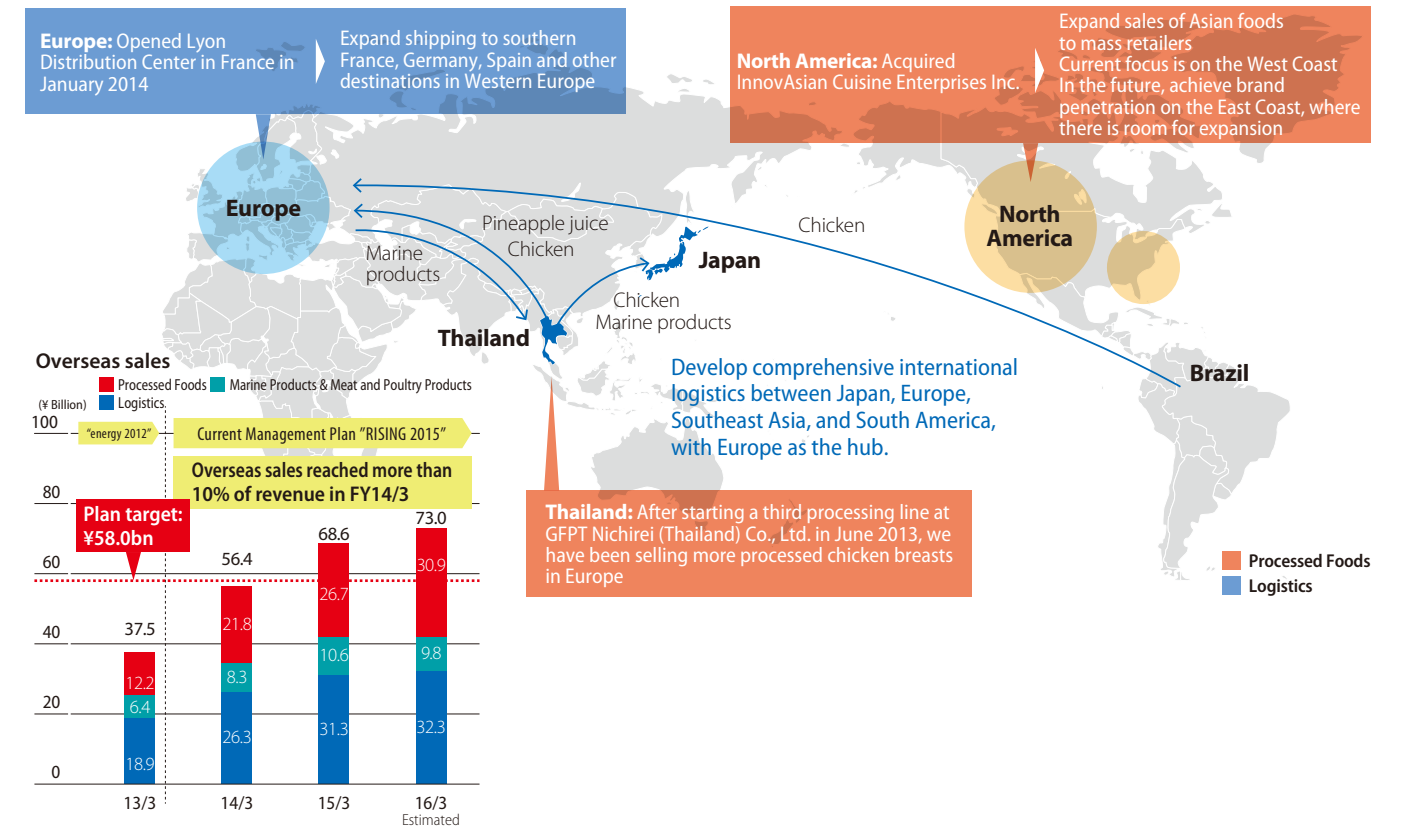 Europe: Opened Lyon
Distribution Center in France in
January 2014
Expand shipping to southern
France, Germany, Spain and other
destinations in Western Europe
North America: Acquired
InnovAsian Cuisine Enterprises Inc.
Expand sales of Asian foods
to mass retailers
Current focus is on the West Coast
In the future, achieve brand
penetration on the East Coast, where
there is room for expansion
Europe
North
America
Chicken
Pineapple juice
Chicken
Marine
products
Japan
Chicken
Marine products
Thailand
Brazil
Develop comprehensive international
logistics between Japan, Europe,
Southeast Asia, and South America,
with Europe as the hub.
Thailand: After starting a third processing line at
GFPT Nichirei (Thailand) Co., Ltd. in June 2013, we
have been selling more processed chicken breasts
in Europe
Processed Foods
Logistics
Overseas sales
Processed Foods
Marine Products & Meat and Poultry Products
Logistics
(¥ Billion)
100
80
60
40
20
0
"energy 2012"
Current Management Plan "RISING 2015"
Overseas sales reached more than
10% of revenue in FY14/3
Plan target:
¥58.0bn
37.5
12.2
6.4
18.9
56.4
21.8
8.3
26.3
68.6
26.7
10.6
31.3
73.0
30.9
9.8
32.3
13/3
14/3
15/3
16/3
Estimated